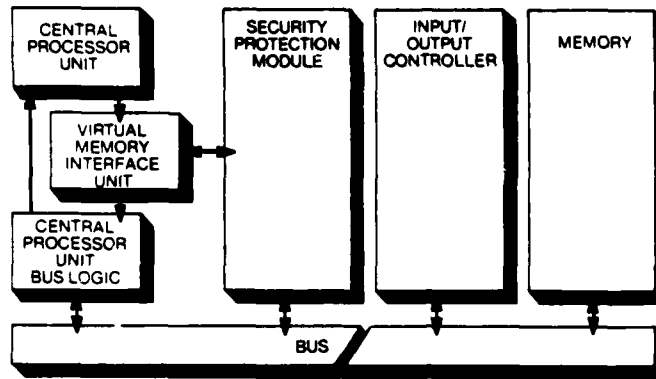 CENTRAL
PROCESSOR
UNIT
VIRTUAL
MEMORY
INTERFACE
UNIT
CENTRAL
PROCESSOR
UNIT
BUS LOGIC
SECURITY
PROTECTION
MODULE
INPUT/
OUTPUT
CONTROLLER
MEMORY
BUS